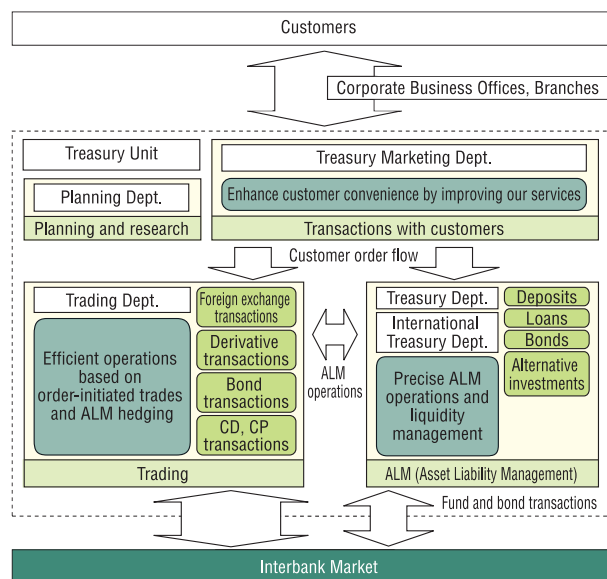 Customers
Corporate Business Offices, Branches
Treasury Unit
Planning Dept.
Planning and research
Treasury Marketing Dept.
Enhance customer convenience by improving our services
Transactions with customers
Customer order flow
Trading Dept.
Efficient operations
based on
order-initiated trades
and ALM hedging
Foreign exchange
transactions
Derivative
transactions
Bond
transactions
CD, CP
transactions
Trading
ALM
operations
Treasury Dept.
International
Treasury Dept.
Precise ALM
operations and
liquidity
management
Deposits
Loans
Bonds
Alternative
investments
ALM (Asset Liability Management)
Fund and bond transactions
Interbank Market